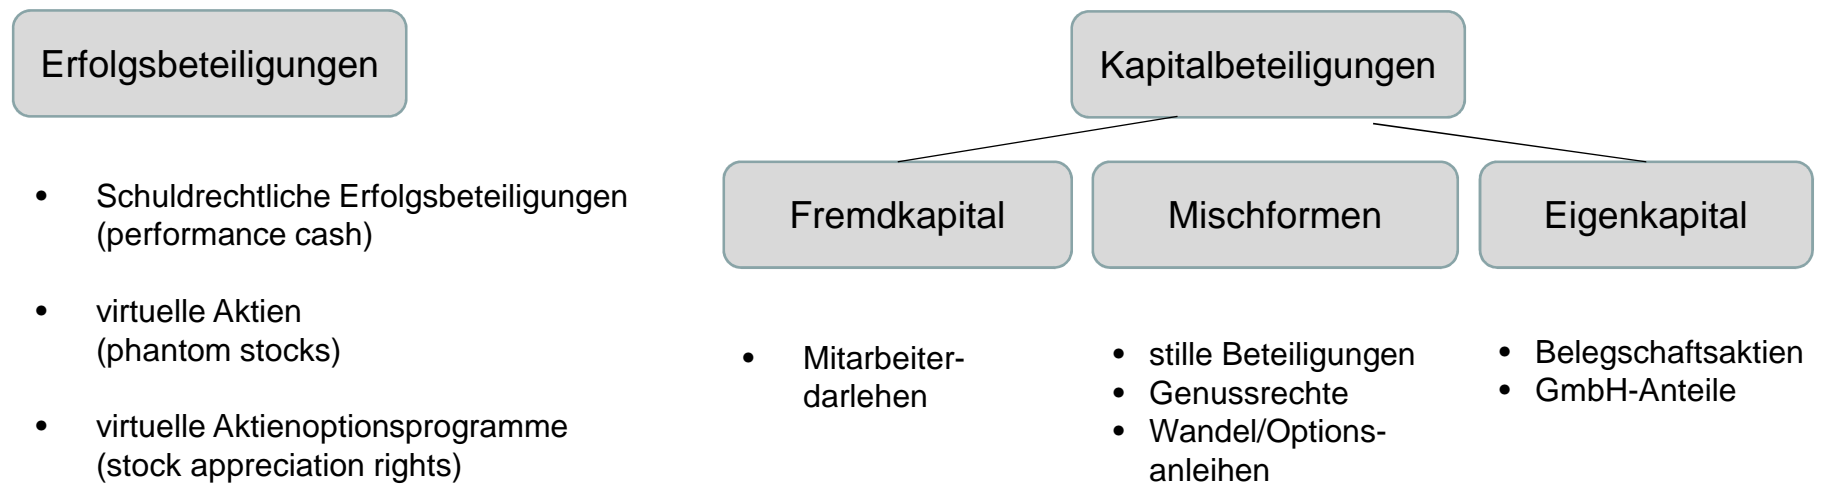 Erfolgsbeteiligungen
• Schuldrechtliche Erfolgsbeteiligungen
(performance cash)
• virtuelle Aktien
(phantom stocks)
• virtuelle Aktienoptionsprogramme
(stock appreciation rights)
Kapitalbeteiligungen
Fremdkapital
• Mitarbeiter-
darlehen
Mischformen
• stille Beteiligungen
• Genussrechte
• Wandel/Options-
anleihen
Eigenkapital
• Belegschaftsaktien
• GmbH-Anteile